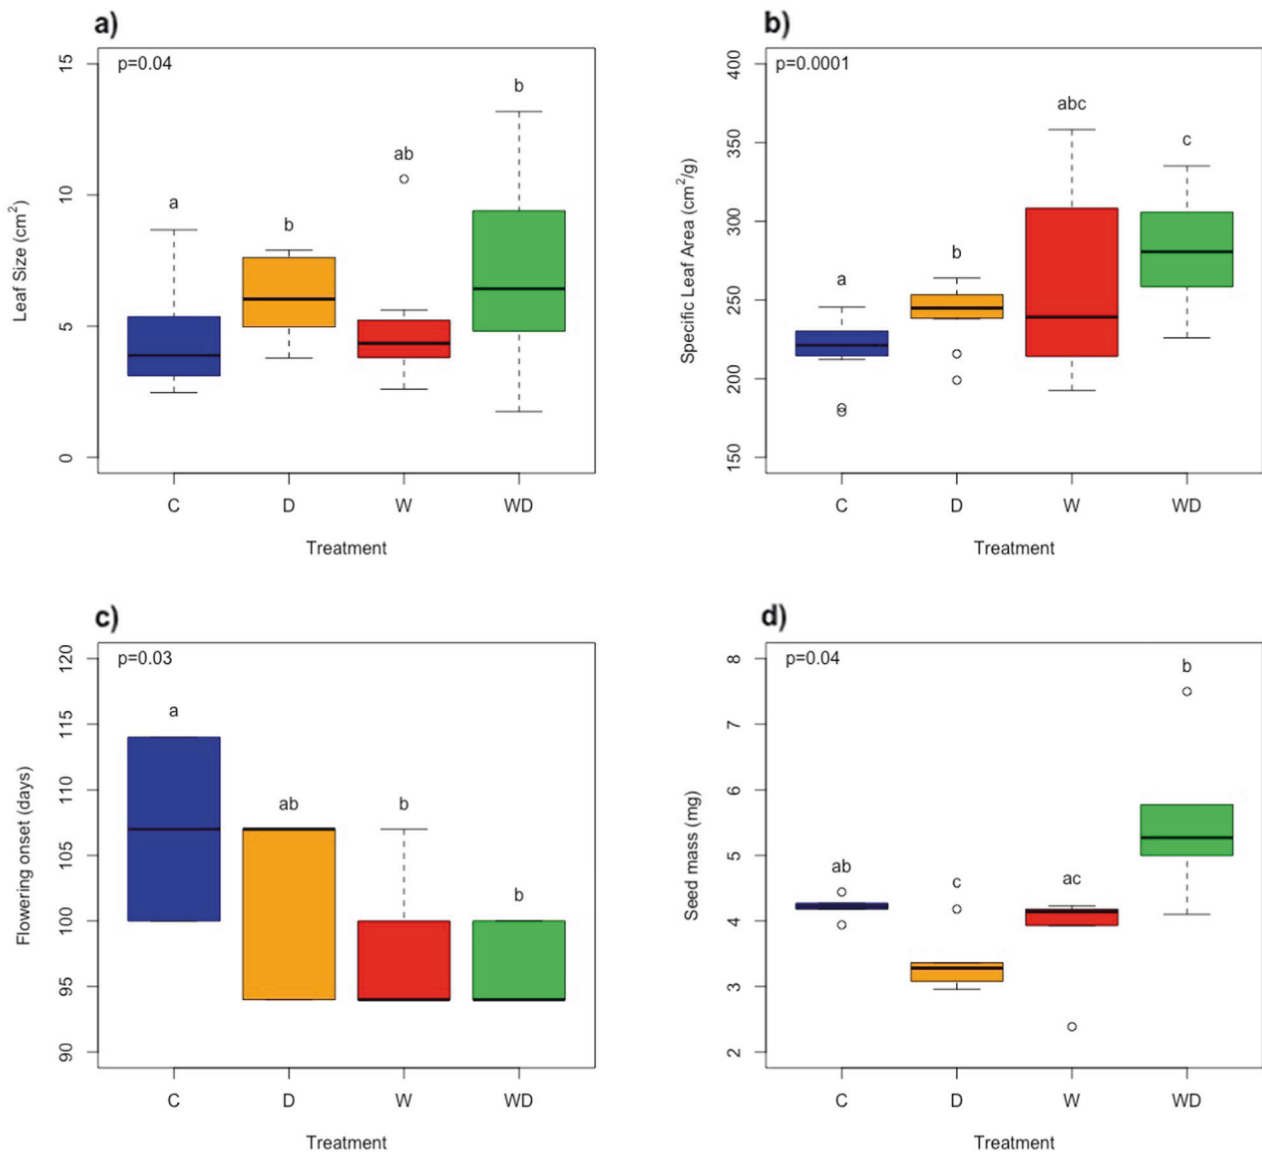 a)
p=0.04
15
10
5
0
Leaf Size (cm²)
a
b
ab
b
C D W WD
Treatment
b)
p=0.0001
400
350
300
250
200
150
Specific Leaf Area (cm²/g)
a
b
abc
c
C D W WD
Treatment
c)
p=0.03
120
115
110
105
100
95
90
Flowering onset (days)
a
ab
b
b
C D W WD
Treatment
d)
p=0.04
8
7
6
5
4
3
2
Seed mass (mg)
ab
c
ac
b
C D W WD
Treatment